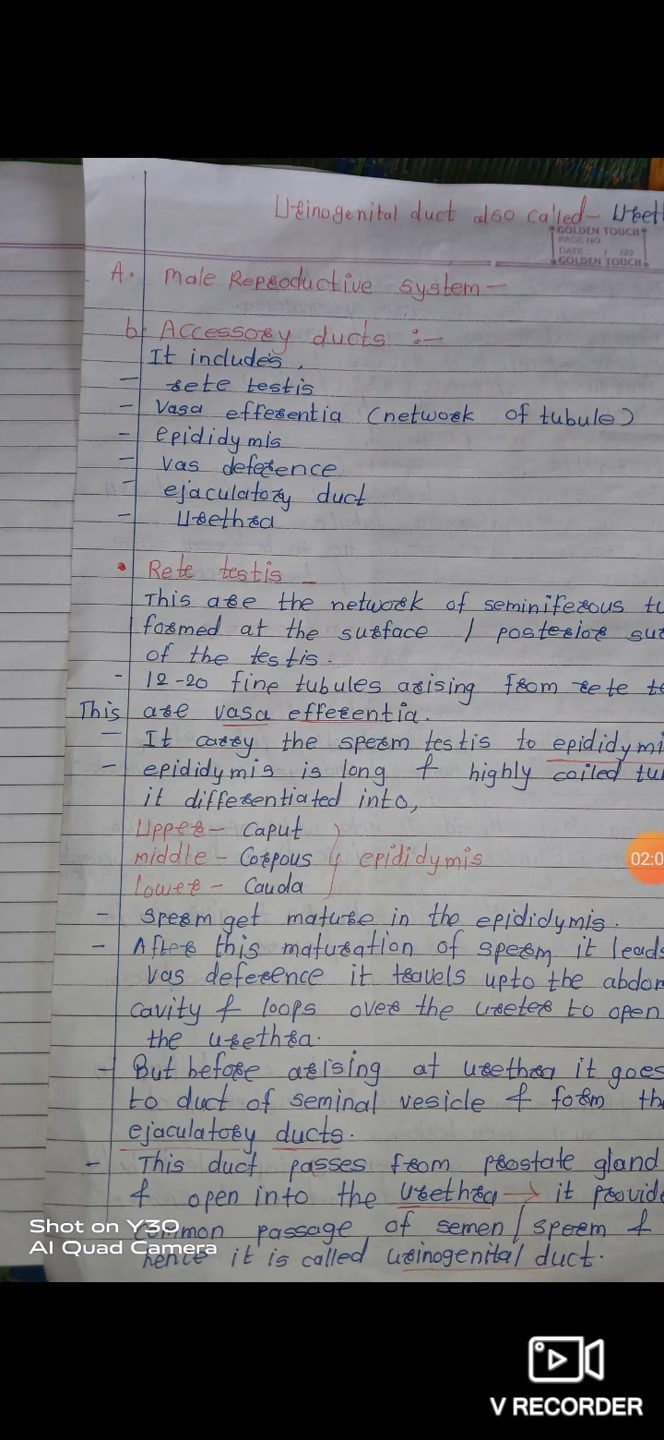 Urinogenital duct also called- Ureth
GOLDEN TOUCH
PAGE NO.
DATE / /20
GOLDEN TOUCH
A. Male Reproductive system -
b. Accessory ducts :-
It includes,
- rete testis
- Vasa efferentia (network of tubule)
- epididymis
- vas deference
- ejaculatory duct
- Urethra
• Rete testis -
This are the network of seminiferous tu
formed at the surface / posterior sur
of the testis.
- 12-20 fine tubules arising from rete te
This are vasa efferentia.
- It carry the sperm testis to epididymi
- epididymis is long & highly coiled tu
it differentiated into,
Upper - Caput
middle - Corpous } epididymis
lower - Cauda
02:0
- Sperm get mature in the epididymis.
- After this maturation of sperm it leads
vas deference it travels upto the abdom
cavity & loops over the ureter to open
the urethra.
- But before arising at urethra it goes
to duct of seminal vesicle & form th
ejaculatory ducts.
- This duct passes from prostate gland
& open into the Urethra → it provide
common passage of semen / sperm &
hence it is called urinogenital duct.
Shot on Y30
AI Quad Camera
V RECORDER